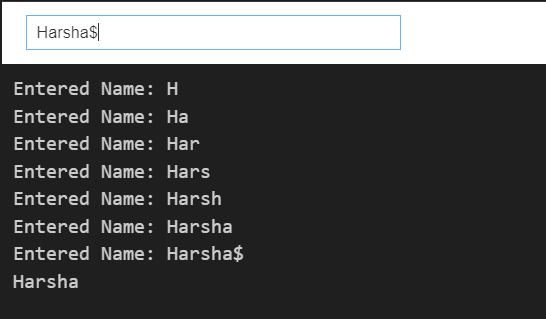 Harsha$
Entered Name: H
Entered Name: Ha
Entered Name: Har
Entered Name: Hars
Entered Name: Harsh
Entered Name: Harsha
Entered Name: Harsha$
Harsha